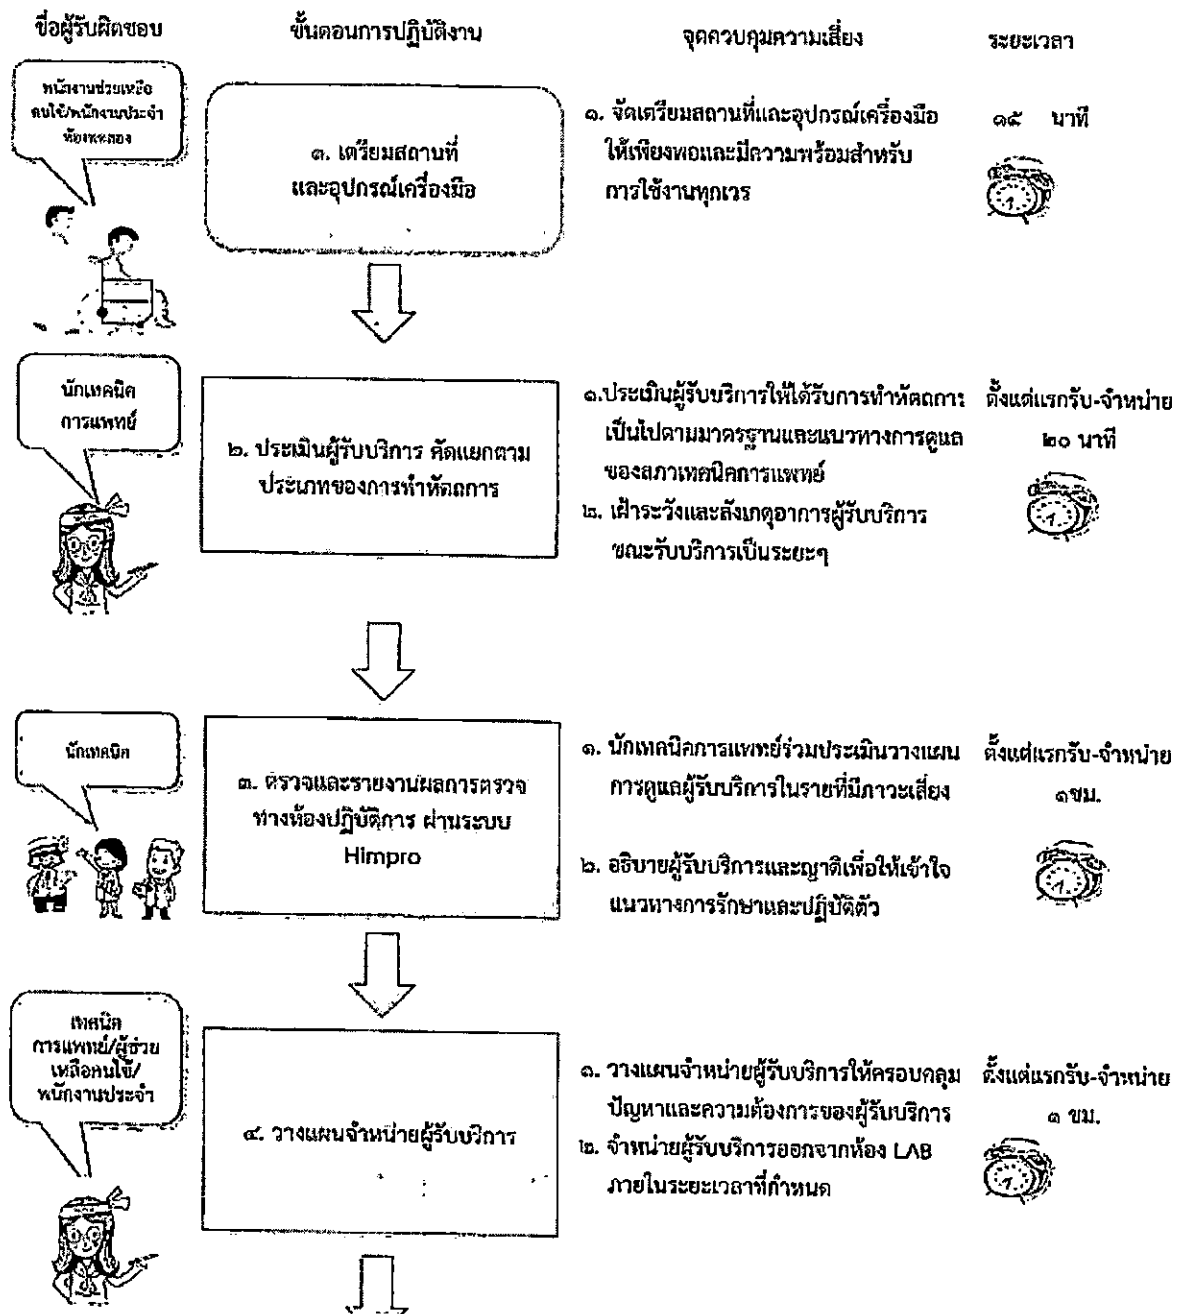 ชื่อผู้รับผิดชอบ
ขั้นตอนการปฏิบัติงาน
จุดควบคุมความเสี่ยง
ระยะเวลา
พนักงานช่วยเหลือ
คนไข้/พนักงานประจำ
ห้องทดลอง
๑. เตรียมสถานที่
และอุปกรณ์เครื่องมือ
๑. จัดเตรียมสถานที่และอุปกรณ์เครื่องมือ
ให้เพียงพอและมีความพร้อมสำหรับ
การใช้งานทุกเวร
๑๕ นาที
นักเทคนิค
การแพทย์
๒. ประเมินผู้รับบริการ คัดแยกตาม
ประเภทของการทำหัตถการ
๑.ประเมินผู้รับบริการให้ได้รับการทำหัตถการ
เป็นไปตามมาตรฐานและแนวทางการดูแล
ของสภาเทคนิคการแพทย์
๒. เฝ้าระวังและสังเกตุอาการผู้รับบริการ
ขณะรับบริการเป็นระยะๆ
ตั้งแต่แรกรับ-จำหน่าย
๒๐ นาที
นักเทคนิค
๓. ตรวจและรายงานผลการตรวจ
ทางห้องปฏิบัติการ ผ่านระบบ
Himpro
๑. นักเทคนิคการแพทย์ร่วมประเมินวางแผน
การดูแลผู้รับบริการในรายที่มีภาวะเสี่ยง
๒. อธิบายผู้รับบริการและญาติเพื่อให้เข้าใจ
แนวทางการรักษาและปฏิบัติตัว
ตั้งแต่แรกรับ-จำหน่าย
๑ชม.
เทคนิค
การแพทย์/ผู้ช่วย
เหลือคนไข้/
พนักงานประจำ
๔. วางแผนจำหน่ายผู้รับบริการ
๑. วางแผนจำหน่ายผู้รับบริการให้ครอบคลุม
ปัญหาและความต้องการของผู้รับบริการ
๒. จำหน่ายผู้รับบริการออกจากห้อง LAB
ภายในระยะเวลาที่กำหนด
ตั้งแต่แรกรับ-จำหน่าย
๑ ชม.